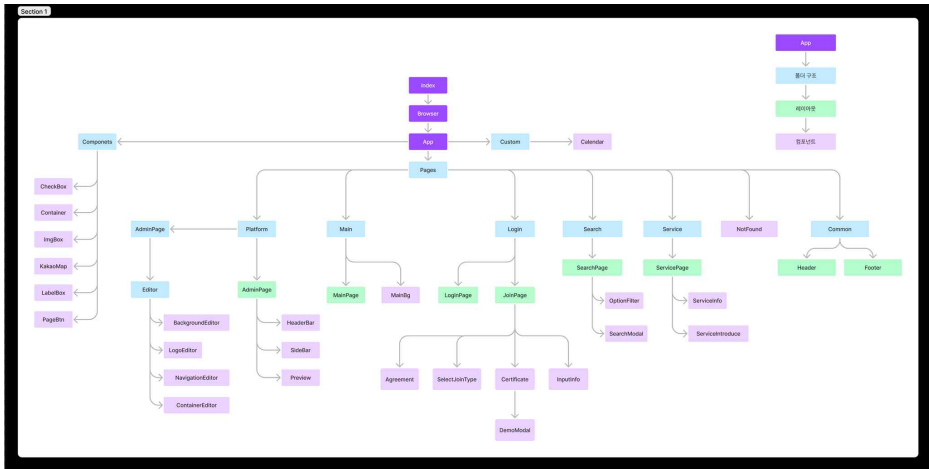 Section 1
App
폴더 구조
레이아웃
컴포넌트
Index
Browser
App
Componets
Custom
Calendar
Pages
CheckBox
Container
ImgBox
KakaoMap
LabelBox
PageBtn
AdminPage
Platform
Main
Login
Search
Service
NotFound
Common
Editor
AdminPage
MainPage
MainBg
LoginPage
JoinPage
SearchPage
ServicePage
Header
Footer
BackgroundEditor
LogoEditor
NavigationEditor
ContainerEditor
HeaderBar
SideBar
Preview
OptionFilter
SearchModal
ServiceInfo
ServiceIntroduce
Agreement
SelectJoinType
Certificate
InputInfo
DemoModal